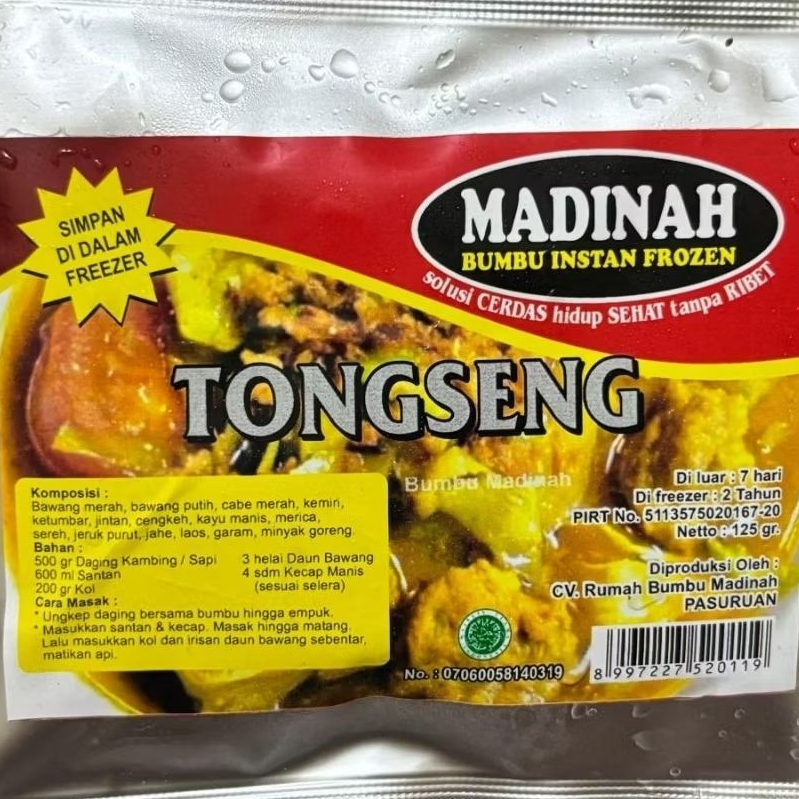 SIMPAN
DI DALAM
FREEZER
MADINAH
BUMBU INSTAN FROZEN
solusi CERDAS hidup SEHAT tanpa RIBET
TONGSENG
Bumbu Madinah
Komposisi :
Bawang merah, bawang putih, cabe merah, kemiri,
ketumbar, jintan, cengkeh, kayu manis, merica,
sereh, jeruk purut, jahe, laos, garam, minyak goreng.
Bahan :
500 gr Daging Kambing / Sapi 3 helai Daun Bawang
600 ml Santan 4 sdm Kecap Manis
200 gr Kol (sesuai selera)
Cara Masak :
* Ungkep daging bersama bumbu hingga empuk.
* Masukkan santan & kecap. Masak hingga matang.
Lalu masukkan kol dan irisan daun bawang sebentar,
matikan api.
Di luar : 7 hari
Di freezer : 2 Tahun
PIRT No. 5113575020167-20
Netto : 125 gr.
Diproduksi Oleh :
CV. Rumah Bumbu Madinah
PASURUAN
No. : 07060058140319
8 997227 520119